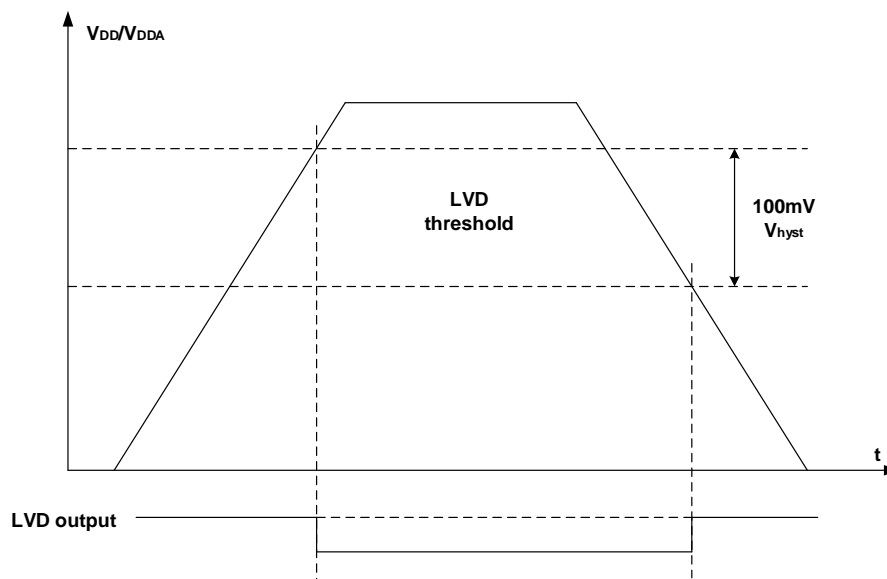 VDD/VDDA
LVD
threshold
100mV
Vhyst
t
LVD output